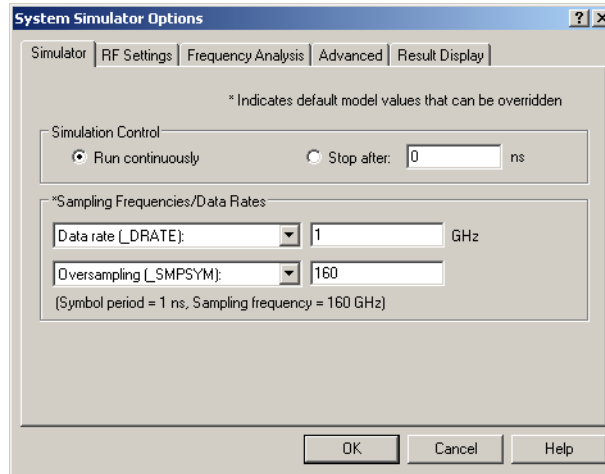 System Simulator Options
Simulator RF Settings Frequency Analysis Advanced Result Display
* Indicates default model values that can be overridden
Simulation Control
Run continuously Stop after: 0 ns
*Sampling Frequencies/Data Rates
Data rate (_DRATE): 1 GHz
Oversampling (_SMPSYM): 160
(Symbol period = 1 ns, Sampling frequency = 160 GHz)
OK Cancel Help